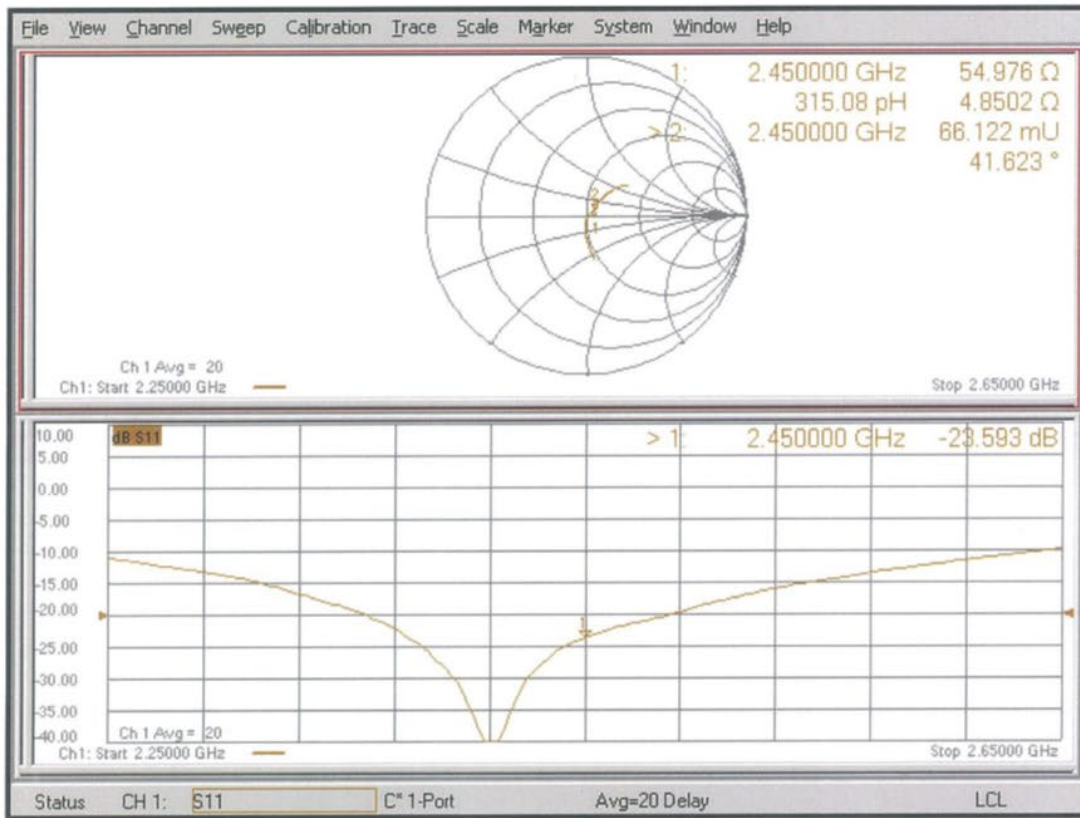 File View Channel Sweep Calibration Trace Scale Marker System Window Help
1: 2.450000 GHz 54.976 Ω
315.08 pH 4.8502 Ω
> 2: 2.450000 GHz 66.122 mU
41.623 °
2
2
1
Ch 1 Avg = 20
Ch1: Start 2.25000 GHz Stop 2.65000 GHz
10.00 dB S11 > 1: 2.450000 GHz -23.593 dB
5.00
0.00
-5.00
-10.00
-15.00
-20.00
1
-25.00
-30.00
-35.00
-40.00 Ch 1 Avg = 20
Ch1: Start 2.25000 GHz Stop 2.65000 GHz
Status CH 1: S11 C* 1-Port Avg=20 Delay LCL